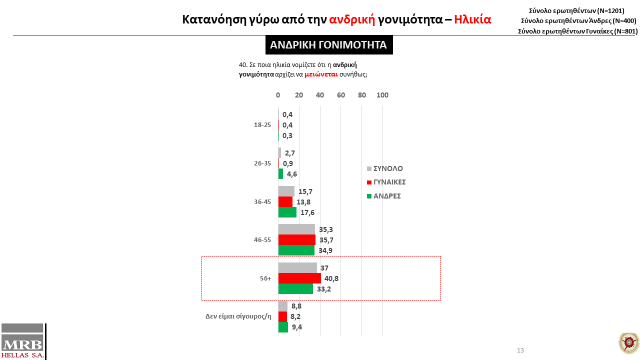 Κατανόηση γύρω από την ανδρική γονιμότητα – Ηλικία
Σύνολο ερωτηθέντων (N=1201)
Σύνολο ερωτηθέντων Άνδρες (N=400)
Σύνολο ερωτηθέντων Γυναίκες (N=801)
ΑΝΔΡΙΚΗ ΓΟΝΙΜΟΤΗΤΑ
40. Σε ποια ηλικία νομίζετε ότι η ανδρική
γονιμότητα αρχίζει να μειώνεται συνήθως;
0 20 40 60 80 100
18-25
0,4
0,4
0,3
26-35
2,7
0,9
4,6
36-45
15,7
13,8
17,6
46-55
35,3
35,7
34,9
56+
37
40,8
33,2
Δεν είμαι σίγουρος/η
8,8
8,2
9,4
ΣΥΝΟΛΟ
ΓΥΝΑΙΚΕΣ
ΑΝΔΡΕΣ
MRB
HELLAS S.A.
13